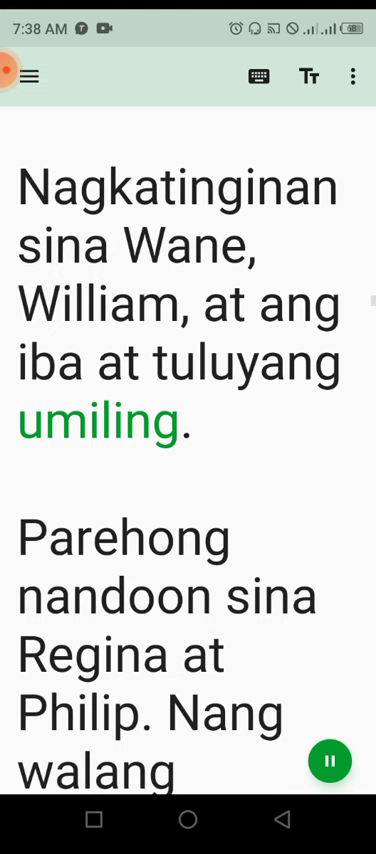 7:38 AM
68
Nagkatinginan
sina Wane,
William, at ang
iba at tuluyang
umiling.
Parehong
nandoon sina
Regina at
Philip. Nang
walang